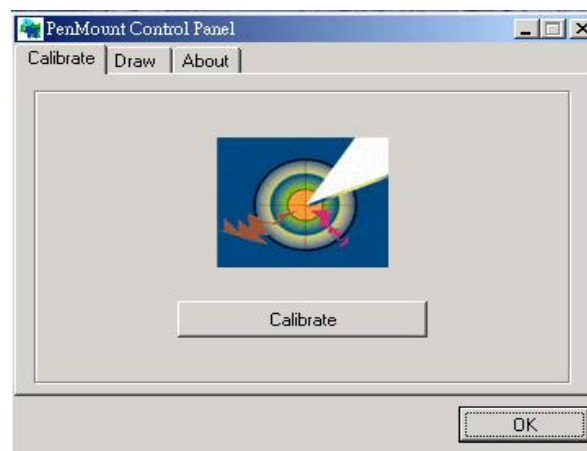 PenMount Control Panel
Calibrate Draw About
Calibrate
OK